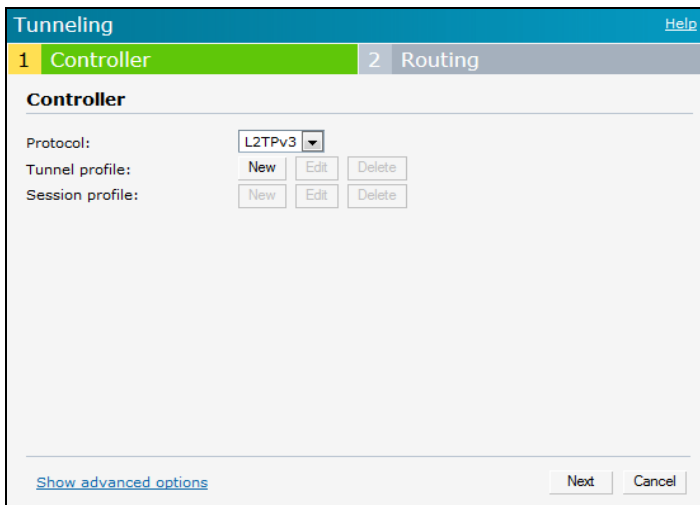 Tunneling Help
1 Controller 2 Routing
Controller
Protocol: L2TPv3
Tunnel profile: New Edit Delete
Session profile: New Edit Delete
Show advanced options Next Cancel